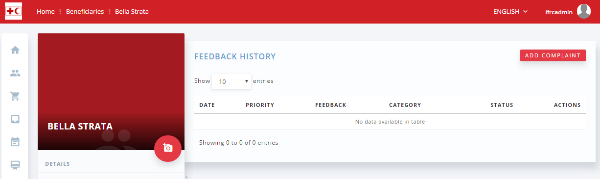 Home Beneficiaries Bella Strata ENGLISH ifrcadmin
FEEDBACK HISTORY
ADD COMPLAINT
Show 10 entries
DATE PRIORITY FEEDBACK CATEGORY STATUS ACTIONS
No data available in table
Showing 0 to 0 of 0 entries
BELLA STRATA
DETAILS